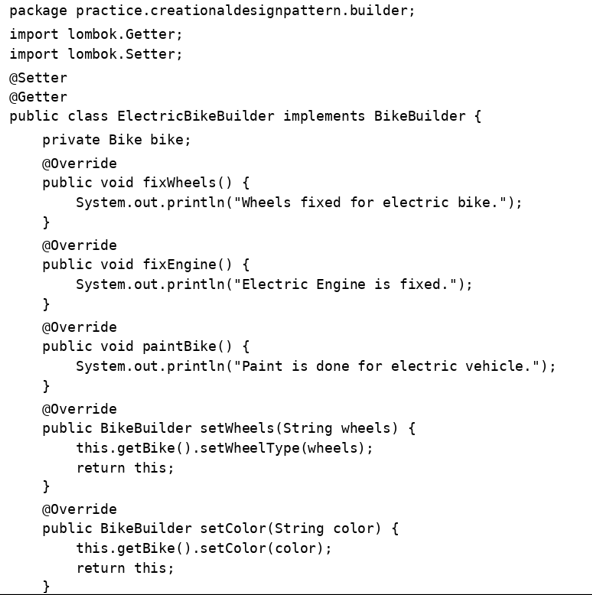 package practice.creationaldesignpattern.builder;
import lombok.Getter;
import lombok.Setter;
@Setter
@Getter
public class ElectricBikeBuilder implements BikeBuilder {
    private Bike bike;
    @Override
    public void fixWheels() {
        System.out.println("Wheels fixed for electric bike.");
    }
    @Override
    public void fixEngine() {
        System.out.println("Electric Engine is fixed.");
    }
    @Override
    public void paintBike() {
        System.out.println("Paint is done for electric vehicle.");
    }
    @Override
    public BikeBuilder setWheels(String wheels) {
        this.getBike().setWheelType(wheels);
        return this;
    }
    @Override
    public BikeBuilder setColor(String color) {
        this.getBike().setColor(color);
        return this;
    }